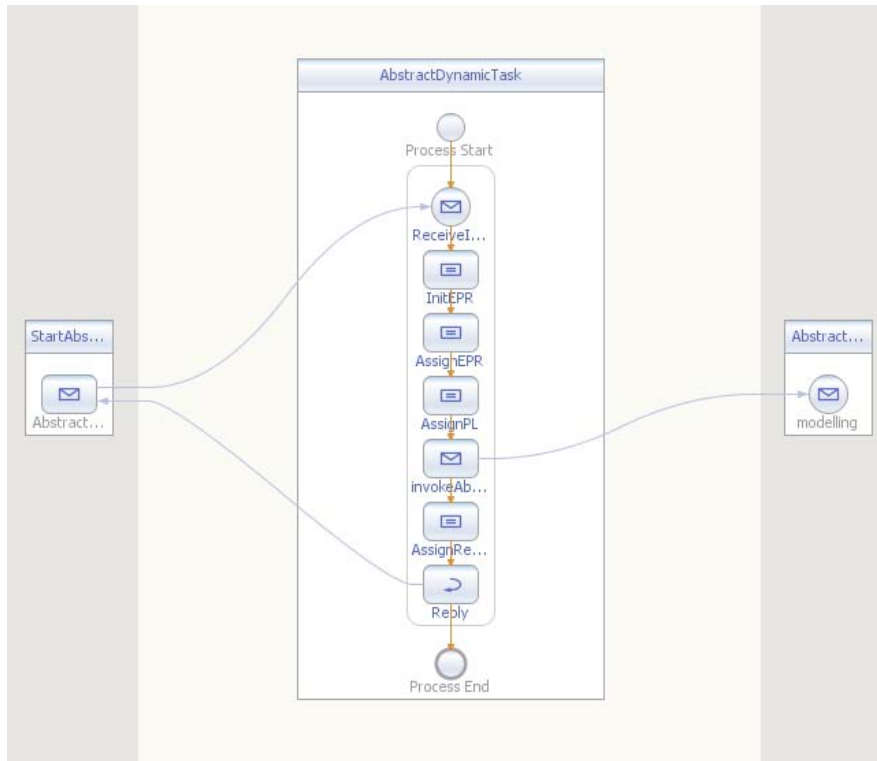 AbstractDynamicTask
Process Start
ReceiveI...
InitEPR
AssignEPR
AssignPL
invokeAb...
AssignRe...
Reply
Process End
StartAbs...
Abstract...
Abstract...
modelling